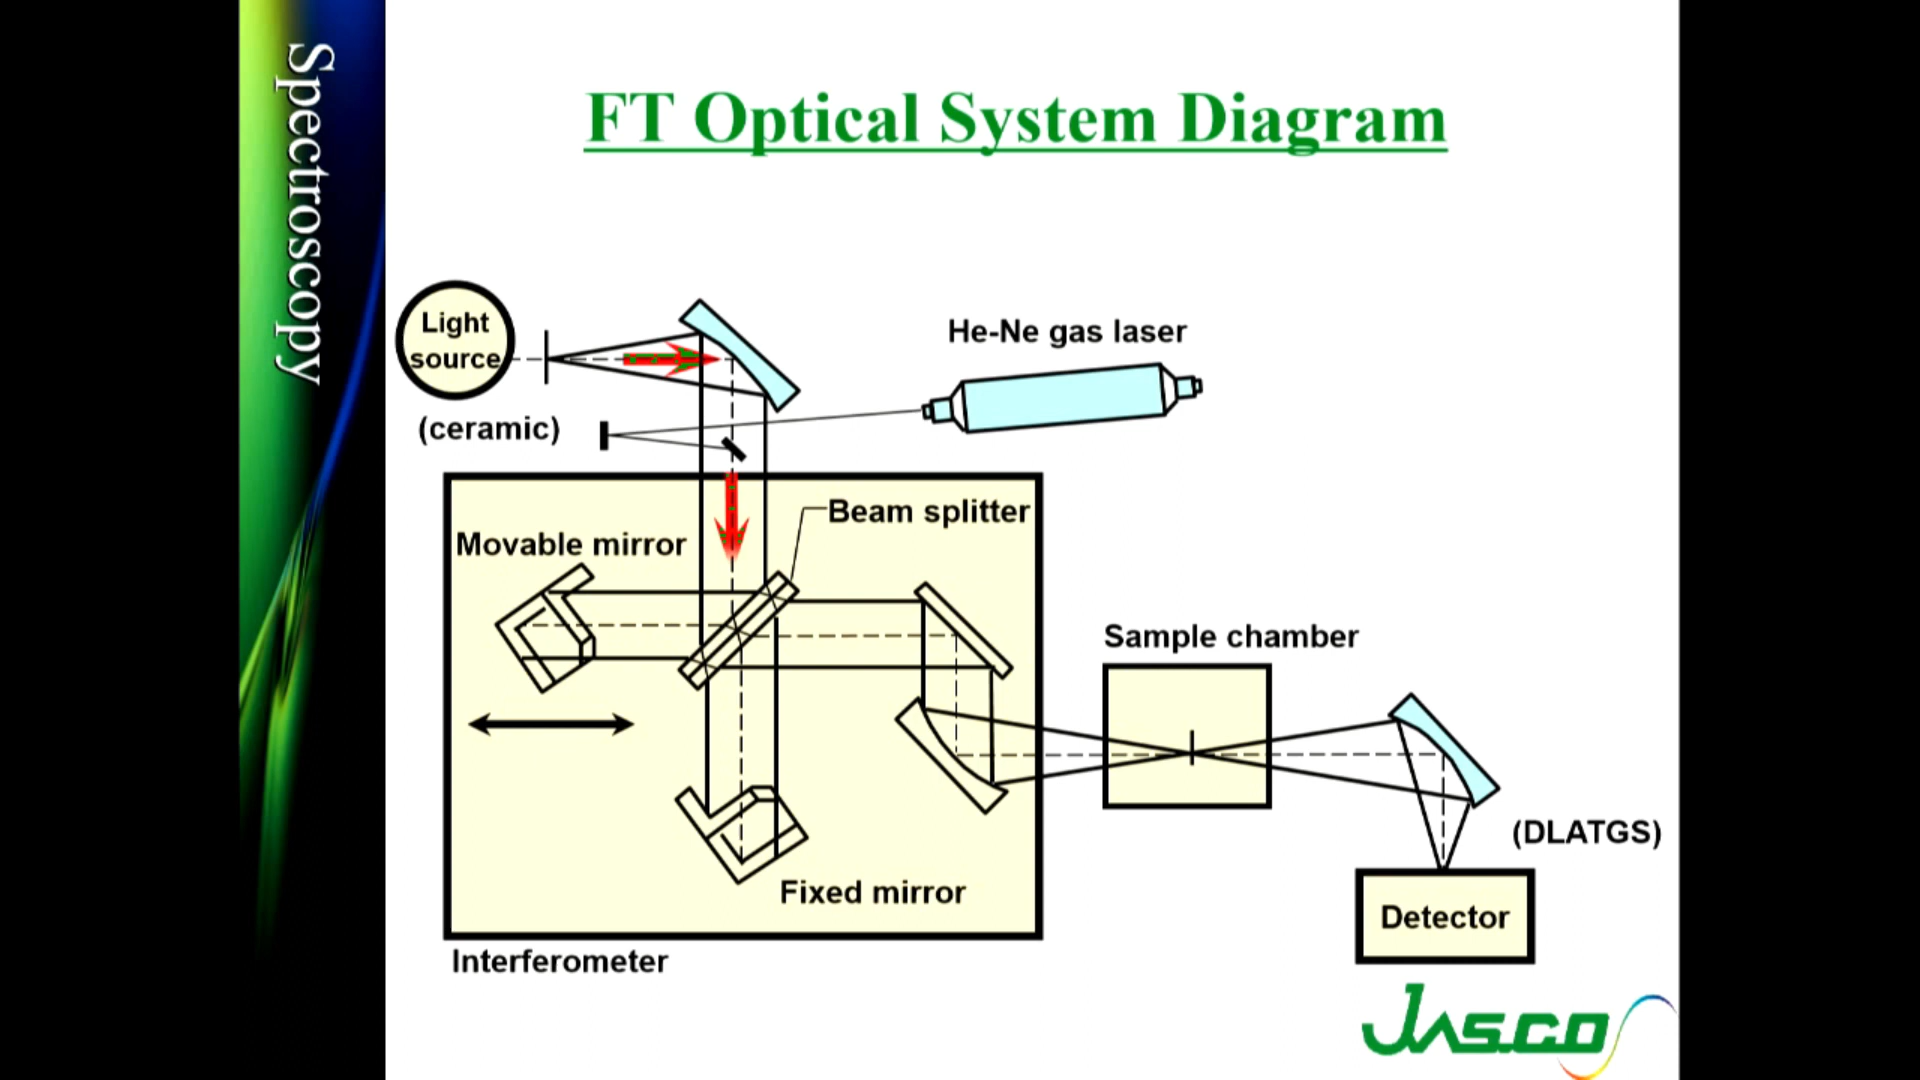 Spectroscopy
FT Optical System Diagram
Light
source
(ceramic)
He-Ne gas laser
Beam splitter
Movable mirror
Sample chamber
(DLATGS)
Fixed mirror
Detector
Interferometer
JASCO